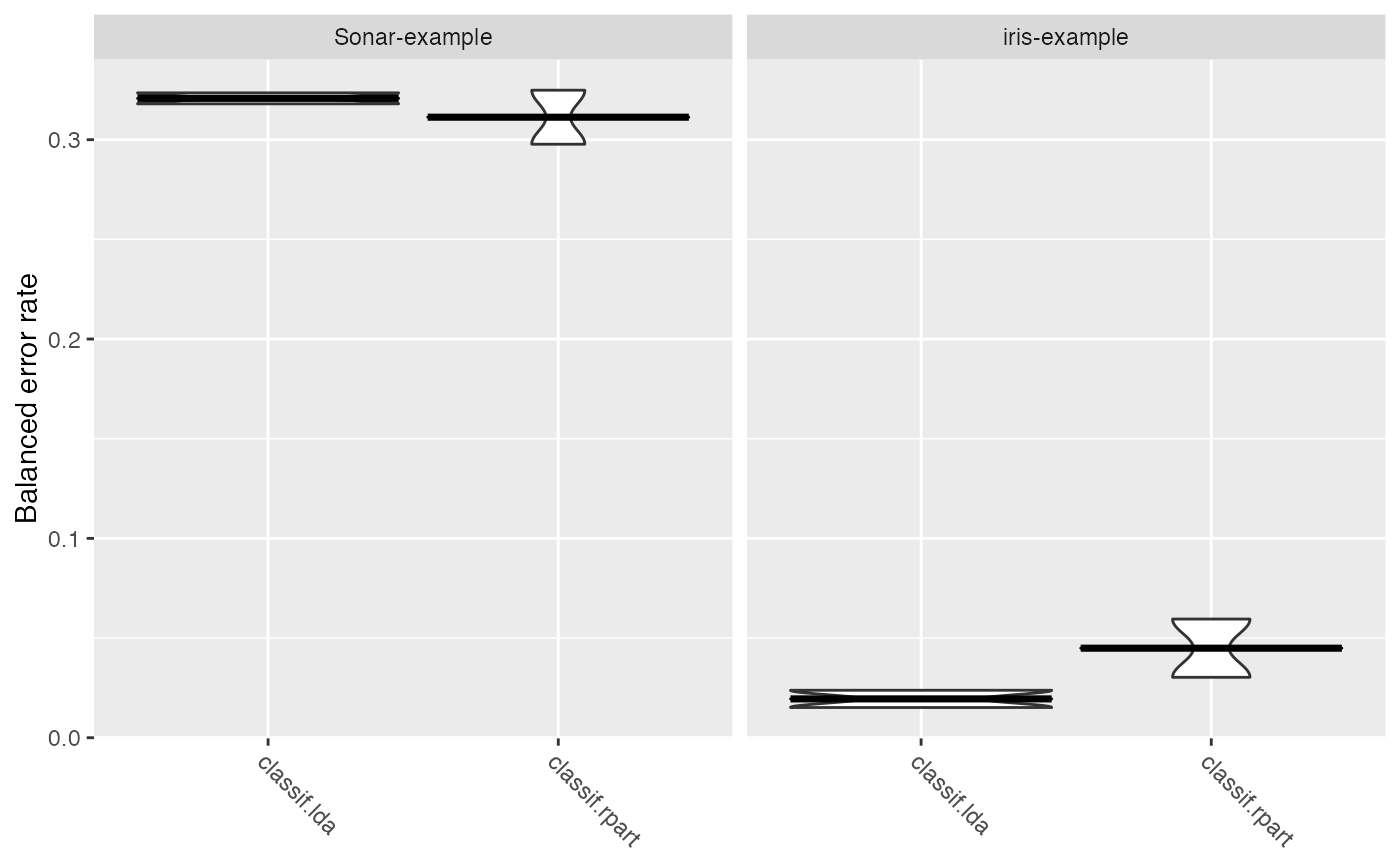 Sonar-example
iris-example
Balanced error rate
0.3
0.2
0.1
0.0
classif.lda
classif.rpart
classif.lda
classif.rpart